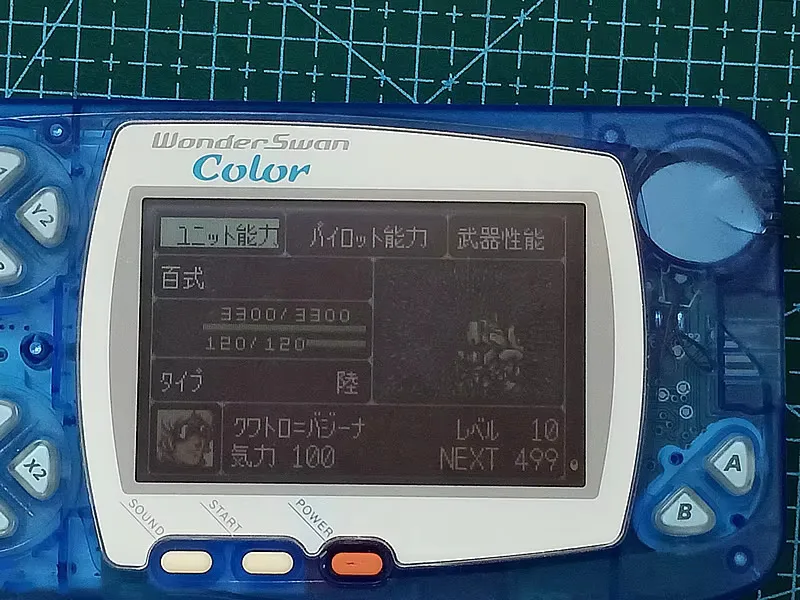 WonderSwan
Color
ユニット能力 パイロット能力 武器性能
百式
3300/3300
120/120
タイプ 陸
クワトロ=バジーナ レベル 10
気力 100 NEXT 499
Y2
X2
A
B
SOUND
START
POWER